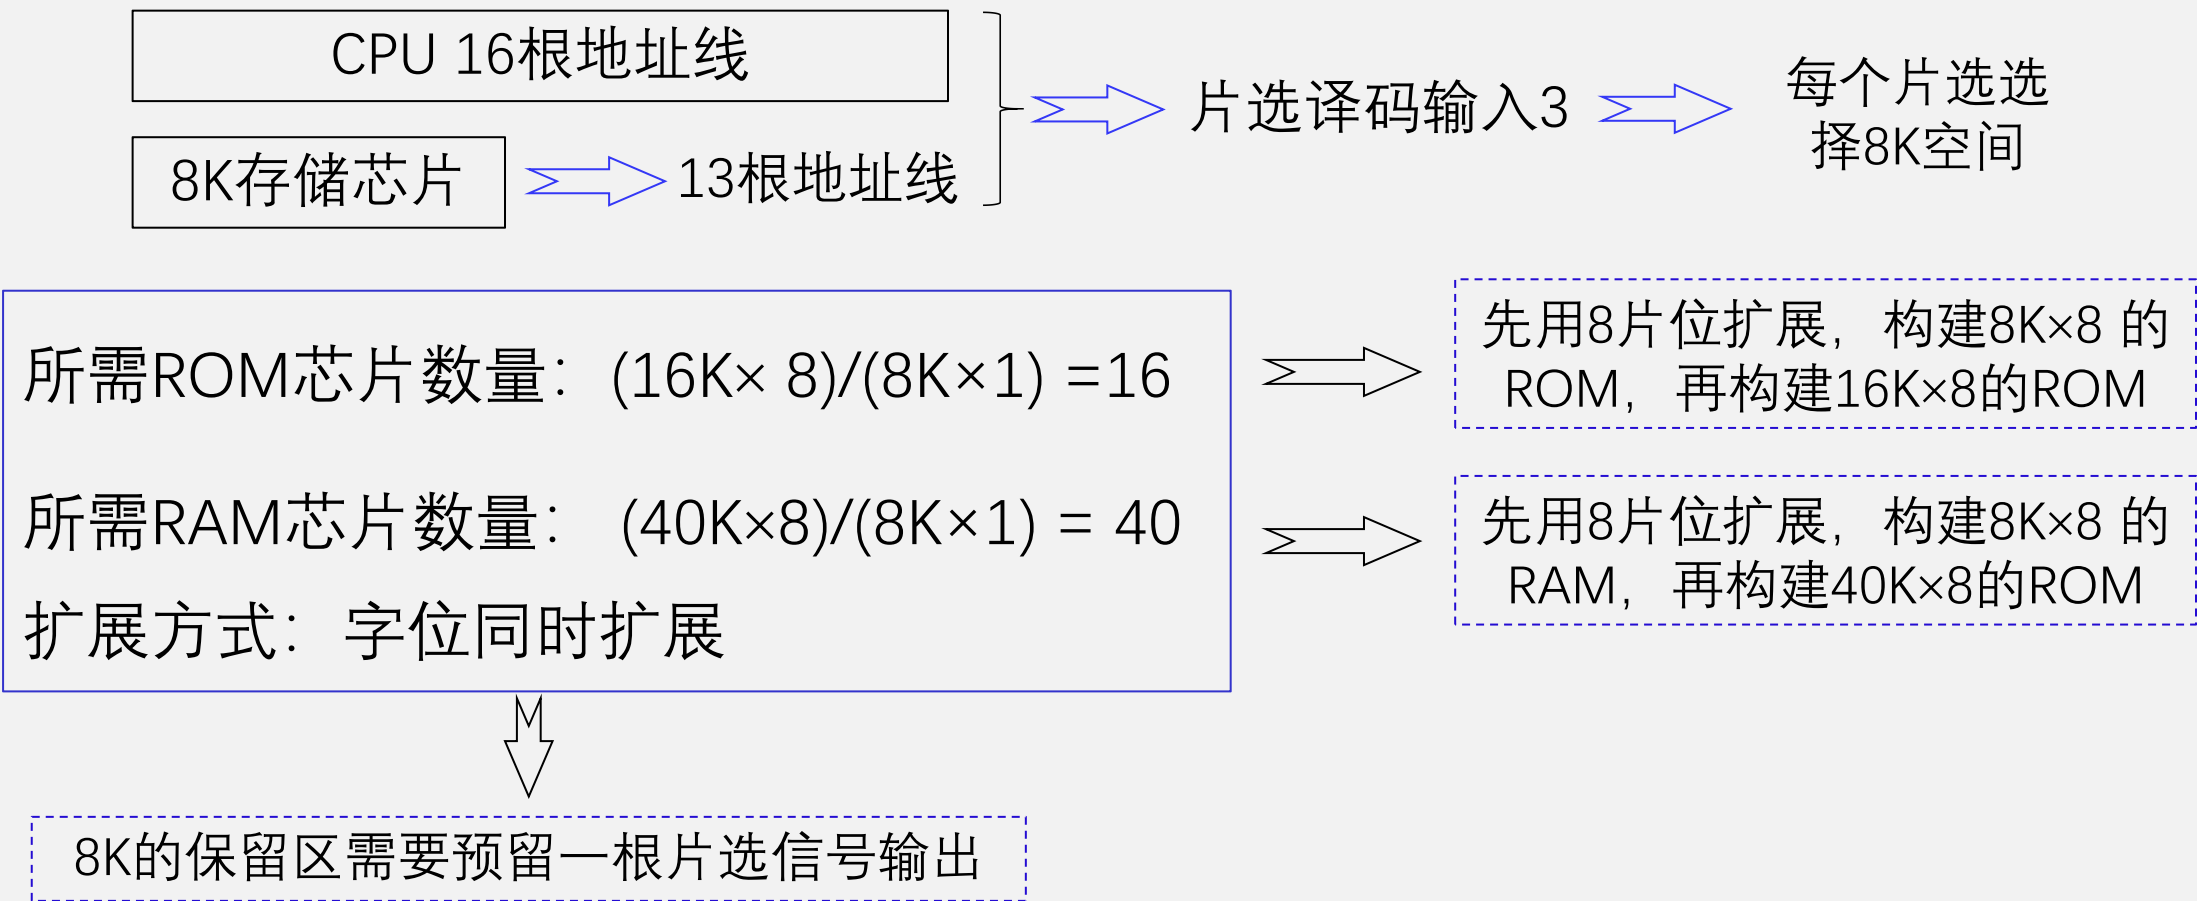 CPU 16根地址线
8K存储芯片
13根地址线
片选译码输入3
每个片选选
择8K空间
所需ROM芯片数量：(16K× 8)/(8K×1) =16
先用8片位扩展，构建8K×8 的
ROM，再构建16K×8的ROM
所需RAM芯片数量： (40K×8)/(8K×1) = 40
先用8片位扩展，构建8K×8 的
RAM，再构建40K×8的ROM
扩展方式：字位同时扩展
8K的保留区需要预留一根片选信号输出